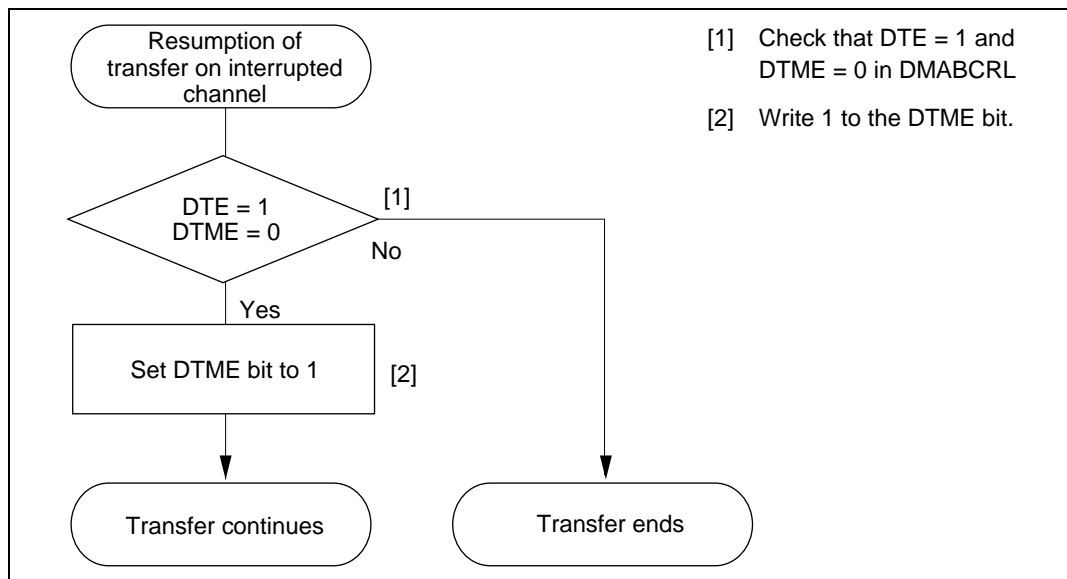 Resumption of
transfer on interrupted
channel
[1] Check that DTE = 1 and
DTME = 0 in DMABCRL
[2] Write 1 to the DTME bit.
DTE = 1
DTME = 0
[1]
No
Yes
Set DTME bit to 1
[2]
Transfer continues
Transfer ends